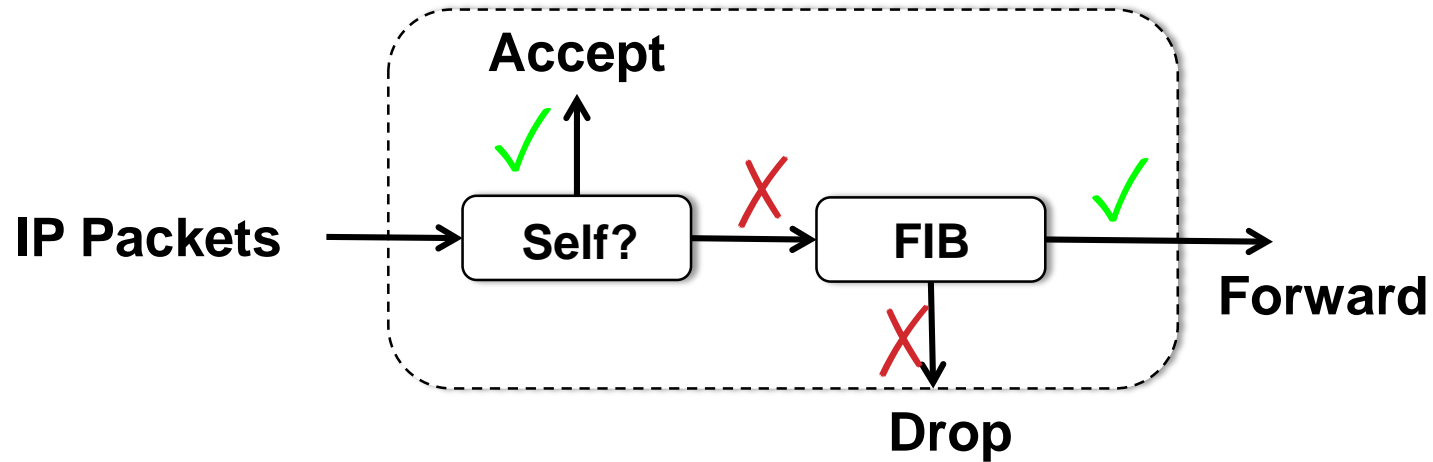 Accept
IP Packets
Self?
FIB
Forward
Drop